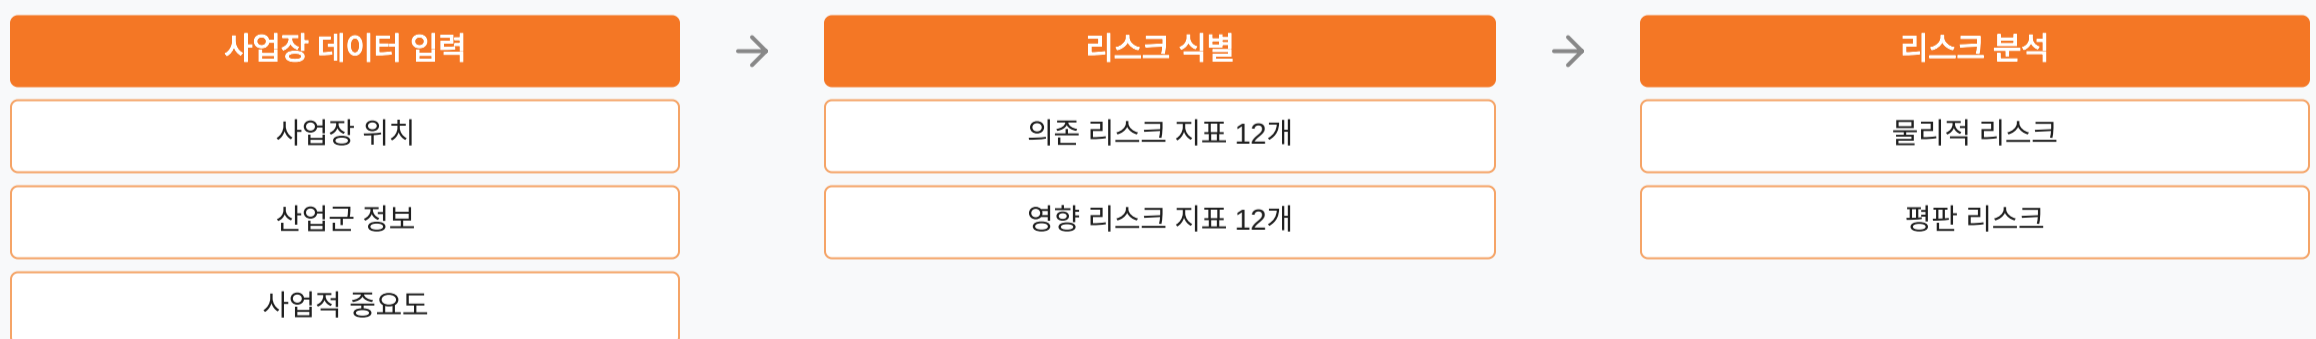 사업장 데이터 입력
사업장 위치
산업군 정보
사업적 중요도
리스크 식별
의존 리스크 지표 12개
영향 리스크 지표 12개
리스크 분석
물리적 리스크
평판 리스크